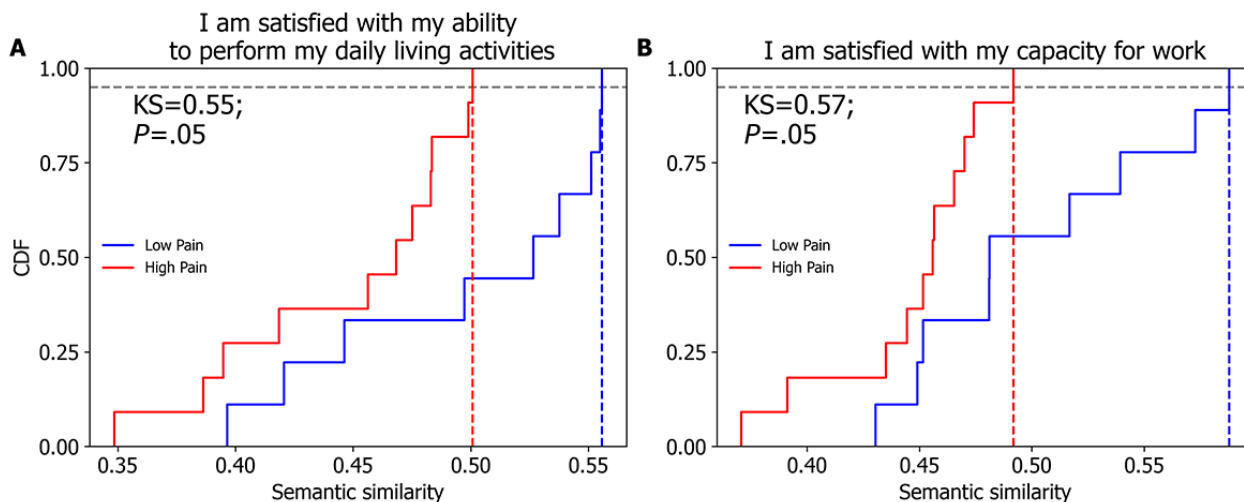 A
I am satisfied with my ability
to perform my daily living activities
1.00
0.75
0.50
0.25
0.00
CDF
KS=0.55;
P=.05
Low Pain
High Pain
0.35 0.40 0.45 0.50 0.55
Semantic similarity
B
I am satisfied with my capacity for work
1.00
0.75
0.50
0.25
0.00
KS=0.57;
P=.05
Low Pain
High Pain
0.40 0.45 0.50 0.55
Semantic similarity